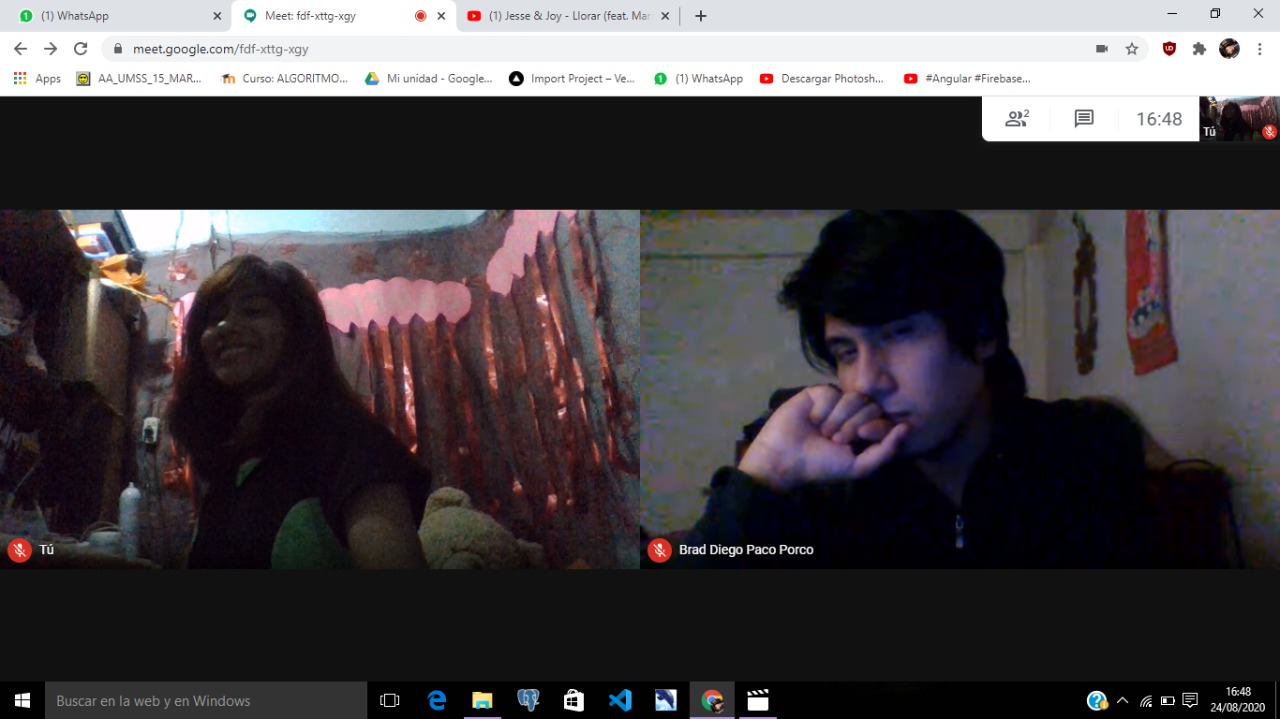 (1) WhatsApp
Meet: fdf-xttg-xgy
(1) Jesse & Joy - Llorar (feat. Mari
meet.google.com/fdf-xttg-xgy
Apps
AA_UMSS_15_MAR...
Curso: ALGORITMO...
Mi unidad - Google...
Import Project – Ve...
(1) WhatsApp
Descargar Photosh...
#Angular #Firebase...
2
16:48
Tú
Tú
Brad Diego Paco Porco
Buscar en la web y en Windows
16:48
24/08/2020